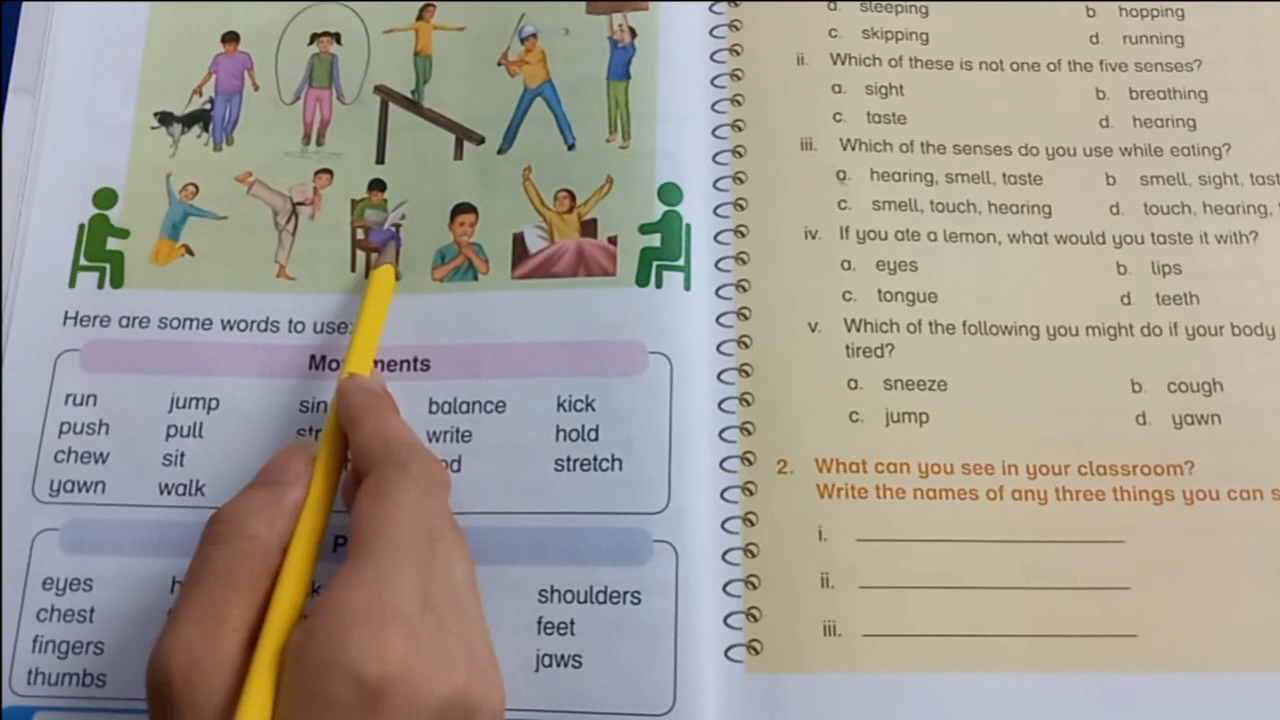 Here are some words to use:
Mo ments
run jump sin balance kick
push pull str write hold
chew sit od stretch
yawn walk
P
eyes h k shoulders
chest feet
fingers jaws
thumbs
a. sleeping b. hopping
c. skipping d. running
ii. Which of these is not one of the five senses?
a. sight b. breathing
c. taste d. hearing
iii. Which of the senses do you use while eating?
a. hearing, smell, taste b. smell, sight, tast
c. smell, touch, hearing d. touch, hearing,
iv. If you ate a lemon, what would you taste it with?
a. eyes b. lips
c. tongue d. teeth
v. Which of the following you might do if your body
tired?
a. sneeze b. cough
c. jump d. yawn
2. What can you see in your classroom?
Write the names of any three things you can s
i.
ii.
iii.